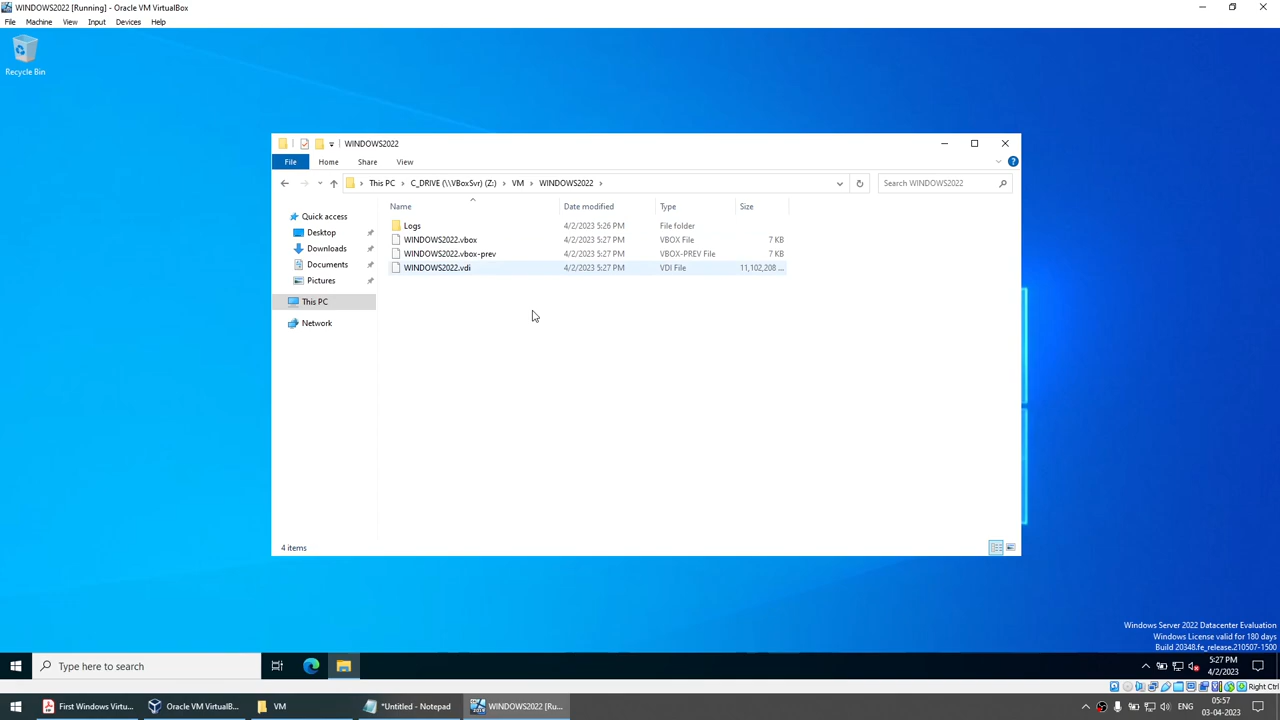 WINDOWS2022 [Running] - Oracle VM VirtualBox
File Machine View Input Devices Help
Recycle Bin
WINDOWS2022
File Home Share View
This PC > C_DRIVE (\\VBoxSvr) (Z:) > VM > WINDOWS2022 >
Search WINDOWS2022
Name Date modified Type Size
Quick access
Desktop
Downloads
Documents
Pictures
This PC
Network
Logs 4/2/2023 5:26 PM File folder
WINDOWS2022.vbox 4/2/2023 5:27 PM VBOX File 7 KB
WINDOWS2022.vbox-prev 4/2/2023 5:27 PM VBOX-PREV File 7 KB
WINDOWS2022.vdi 4/2/2023 5:27 PM VDI File 11,102,208 ...
4 items
Windows Server 2022 Datacenter Evaluation
Windows License valid for 180 days
Build 20348.fe_release.210507-1500
Type here to search
5:27 PM
4/2/2023
Right Ctrl
First Windows Virtu...
Oracle VM VirtualB...
VM
*Untitled - Notepad
WINDOWS2022 [Ru...
05:57
03-04-2023